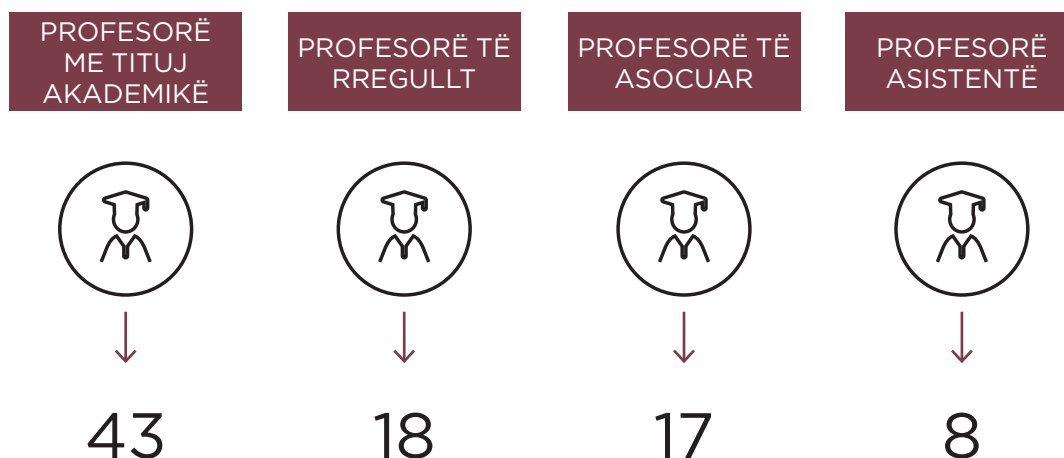 PROFESORË
ME TITUJ
AKADEMIKË
PROFESORË TË
RREGULLT
PROFESORË TË
ASOCUAR
PROFESORË
ASISTENTË
43
18
17
8